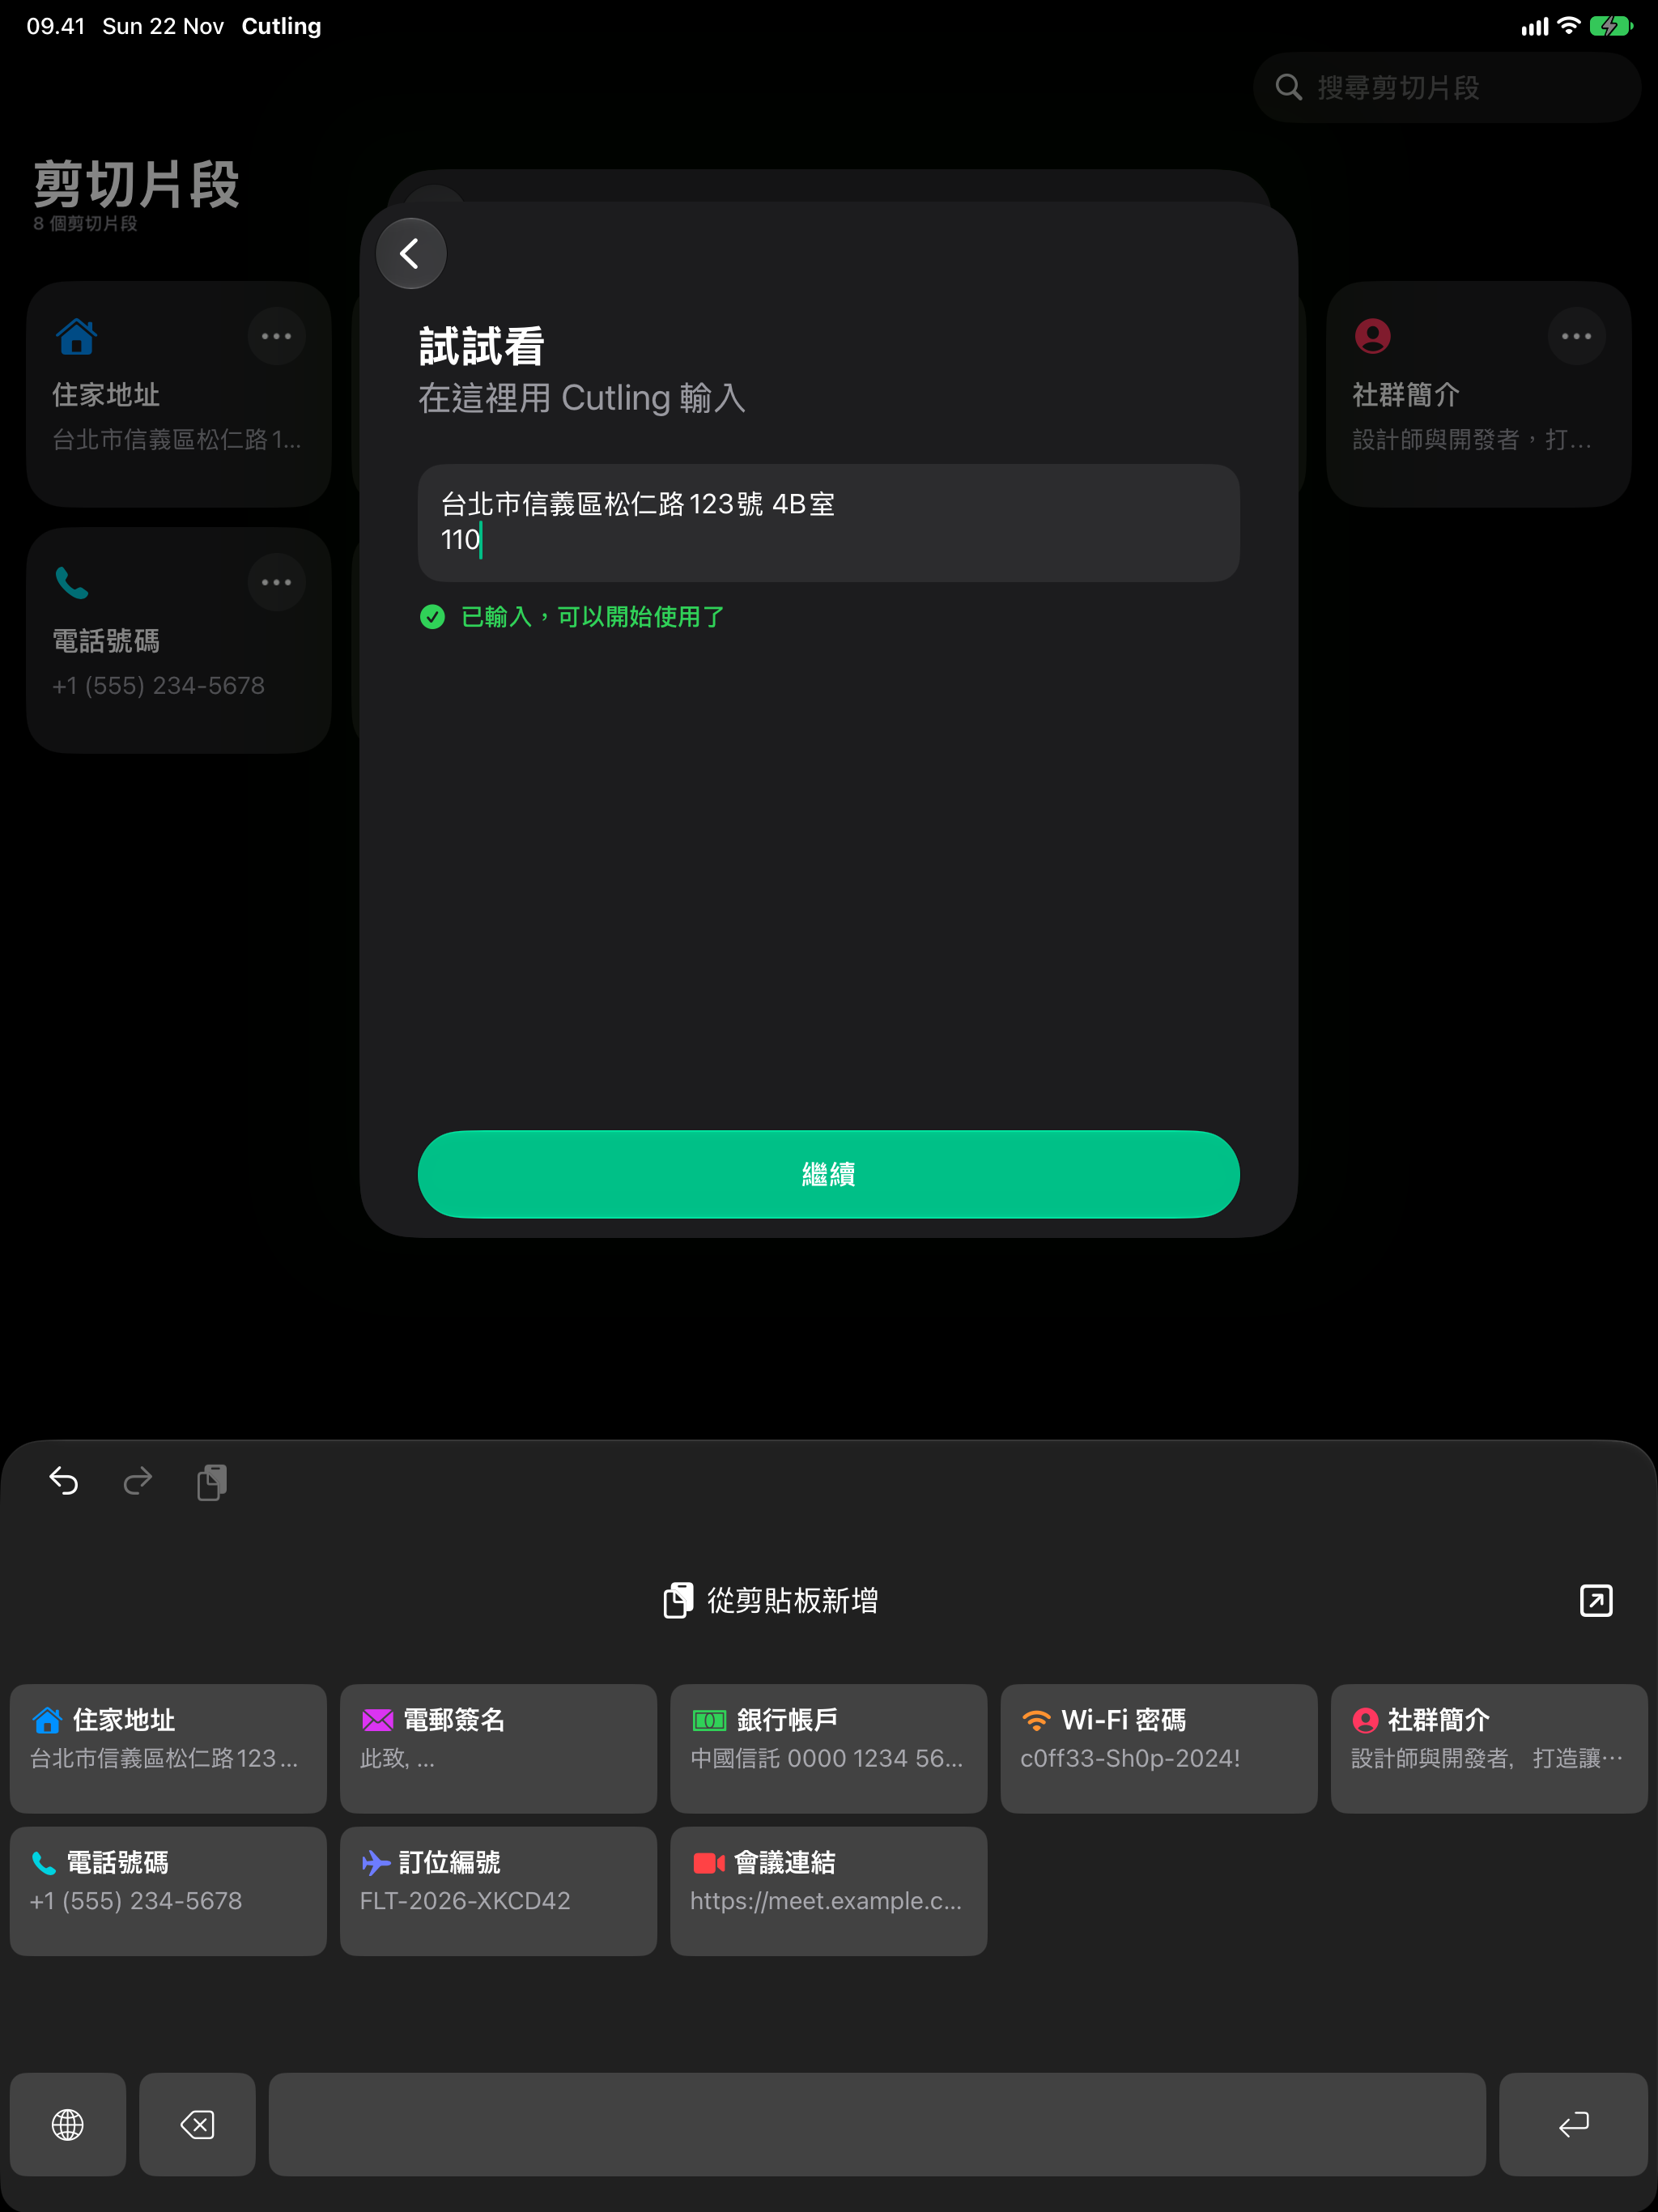 09.41 Sun 22 Nov Cutling
搜尋剪切片段
剪切片段
8 個剪切片段
住家地址
台北市信義區松仁路1...
電話號碼
+1 (555) 234-5678
社群簡介
設計師與開發者，打...
試試看
在這裡用 Cutling 輸入
台北市信義區松仁路123號 4B室
110
已輸入，可以開始使用了
繼續
從剪貼板新增
住家地址
台北市信義區松仁路123...
電郵簽名
此致, ...
銀行帳戶
中國信託 0000 1234 56...
Wi-Fi 密碼
c0ff33-Sh0p-2024!
社群簡介
設計師與開發者，打造讓...
電話號碼
+1 (555) 234-5678
訂位編號
FLT-2026-XKCD42
會議連結
https://meet.example.c...